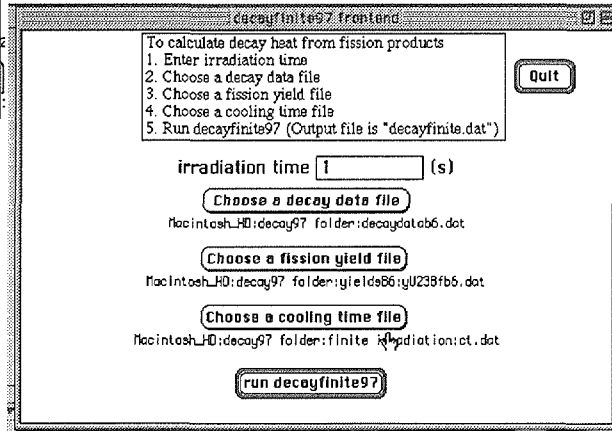 decayfinite97 frontend
To calculate decay heat from fission products
1. Enter irradiation time
2. Choose a decay data file
3. Choose a fission yield file
4. Choose a cooling time file
5. Run decayfinite97 (Output file is "decayfinite.dat")
Quit
irradiation time 1 (s)
Choose a decay data file
Macintosh_HD:decay97 folder:decaydatab6.dat
Choose a fission yield file
Macintosh_HD:decay97 folder:yieldsB6:yU238fb6.dat
Choose a cooling time file
Macintosh_HD:decay97 folder:finite irradiation:ct.dat
run decayfinite97